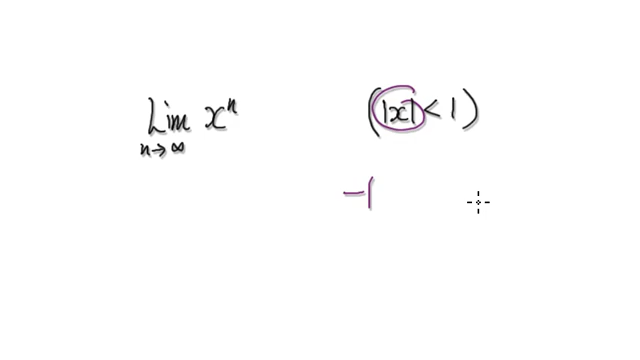 Lim x^n (|x| < 1)
n → ∞
-1